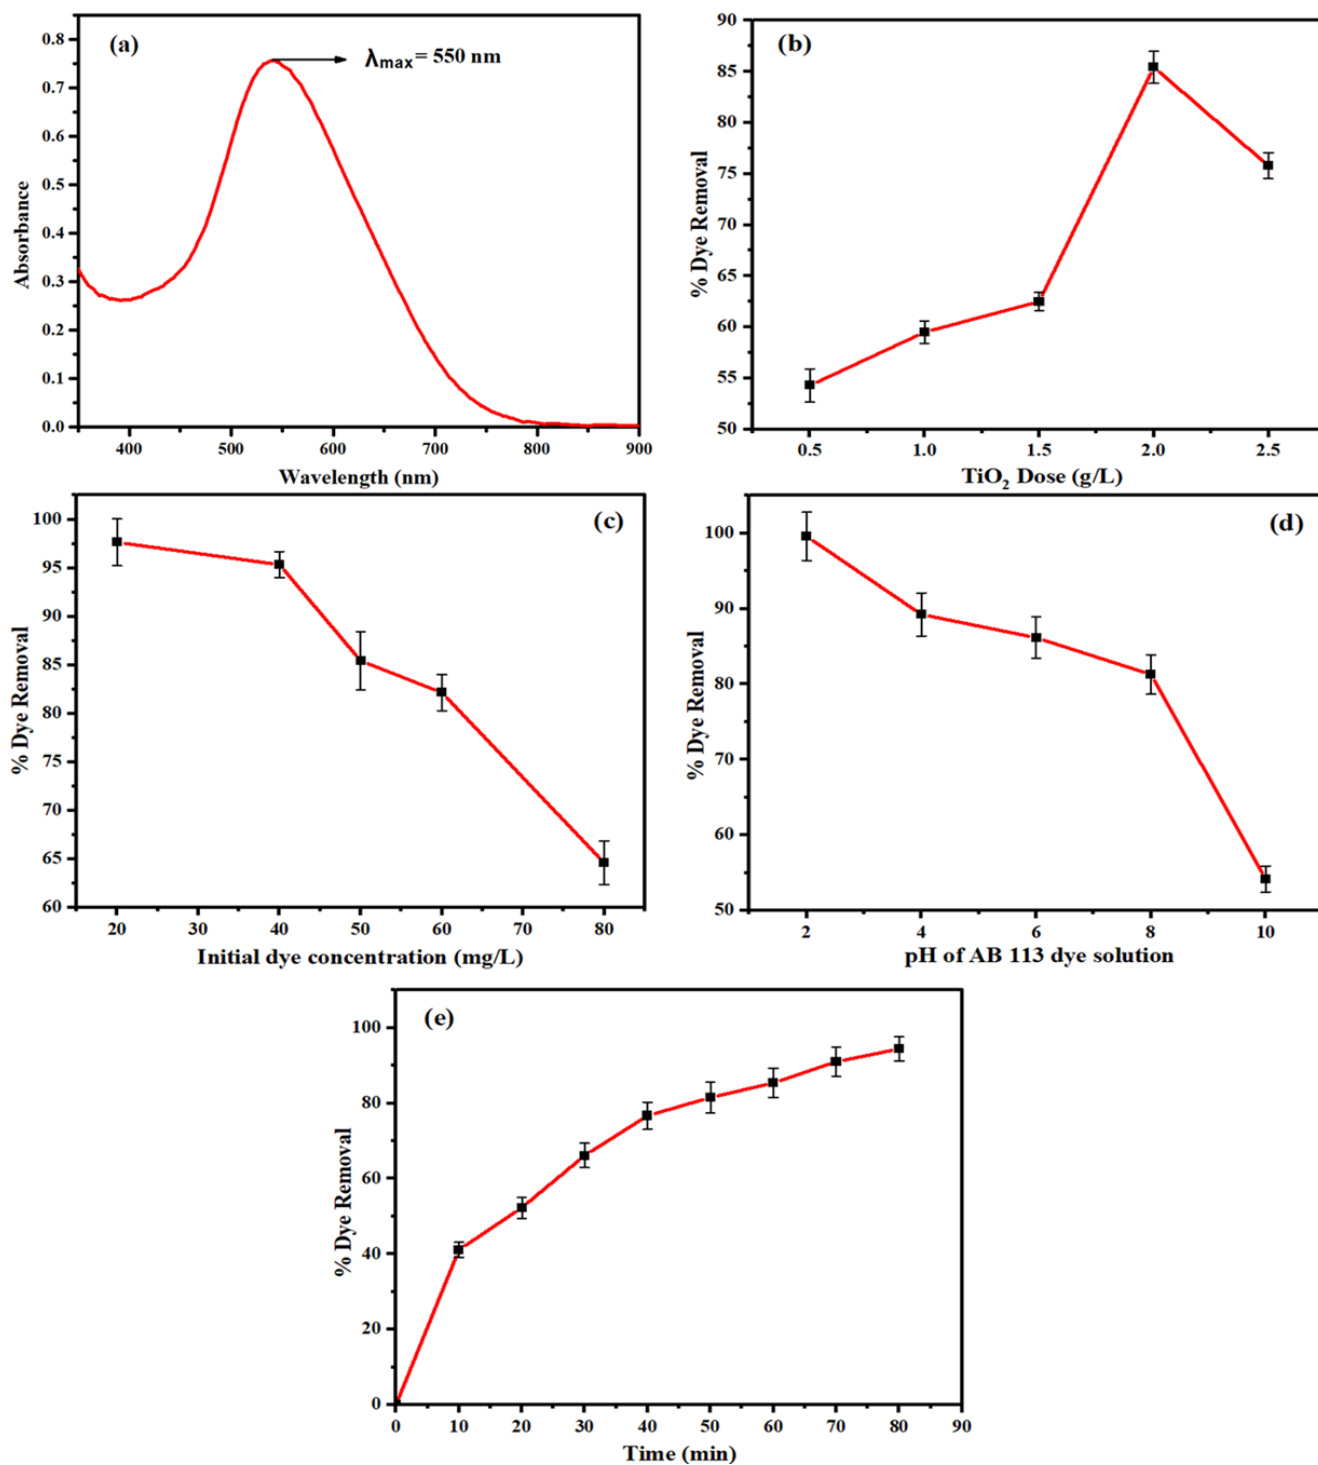 (a)
λmax = 550 nm
0.8
0.7
0.6
0.5
0.4
0.3
0.2
0.1
0.0
Absorbance
400 500 600 700 800 900
Wavelength (nm)
(b)
90
85
80
75
70
65
60
55
50
% Dye Removal
0.5 1.0 1.5 2.0 2.5
TiO₂ Dose (g/L)
(c)
100
95
90
85
80
75
70
65
60
% Dye Removal
20 30 40 50 60 70 80
Initial dye concentration (mg/L)
(d)
100
90
80
70
60
50
% Dye Removal
2 4 6 8 10
pH of AB 113 dye solution
(e)
100
80
60
40
20
0
% Dye Removal
0 10 20 30 40 50 60 70 80 90
Time (min)